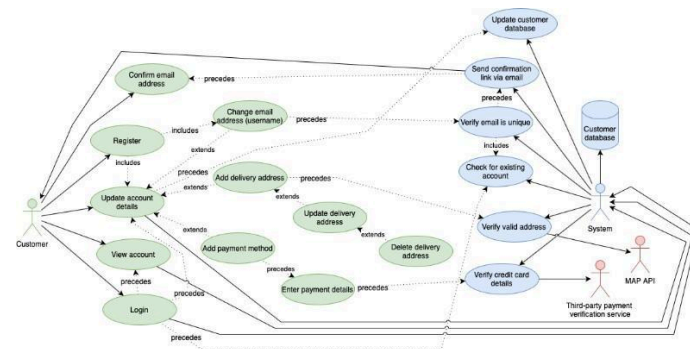 Update customer
database
Confirm email
address
precedes
Send confirmation
link via email
Change email
address (username)
precedes
precedes
Verify email is unique
Customer
database
Register
includes
includes
extends
includes
precedes
extends
Add delivery address
precedes
Check for existing
account
Update account
details
extends
Update delivery
address
Customer
System
Verify valid address
Add payment method
extends
Delete delivery
address
View account
precedes
MAP API
precedes
Enter payment details
precedes
Verify credit card
details
precedes
Login
Third-party payment
verification service
precedes